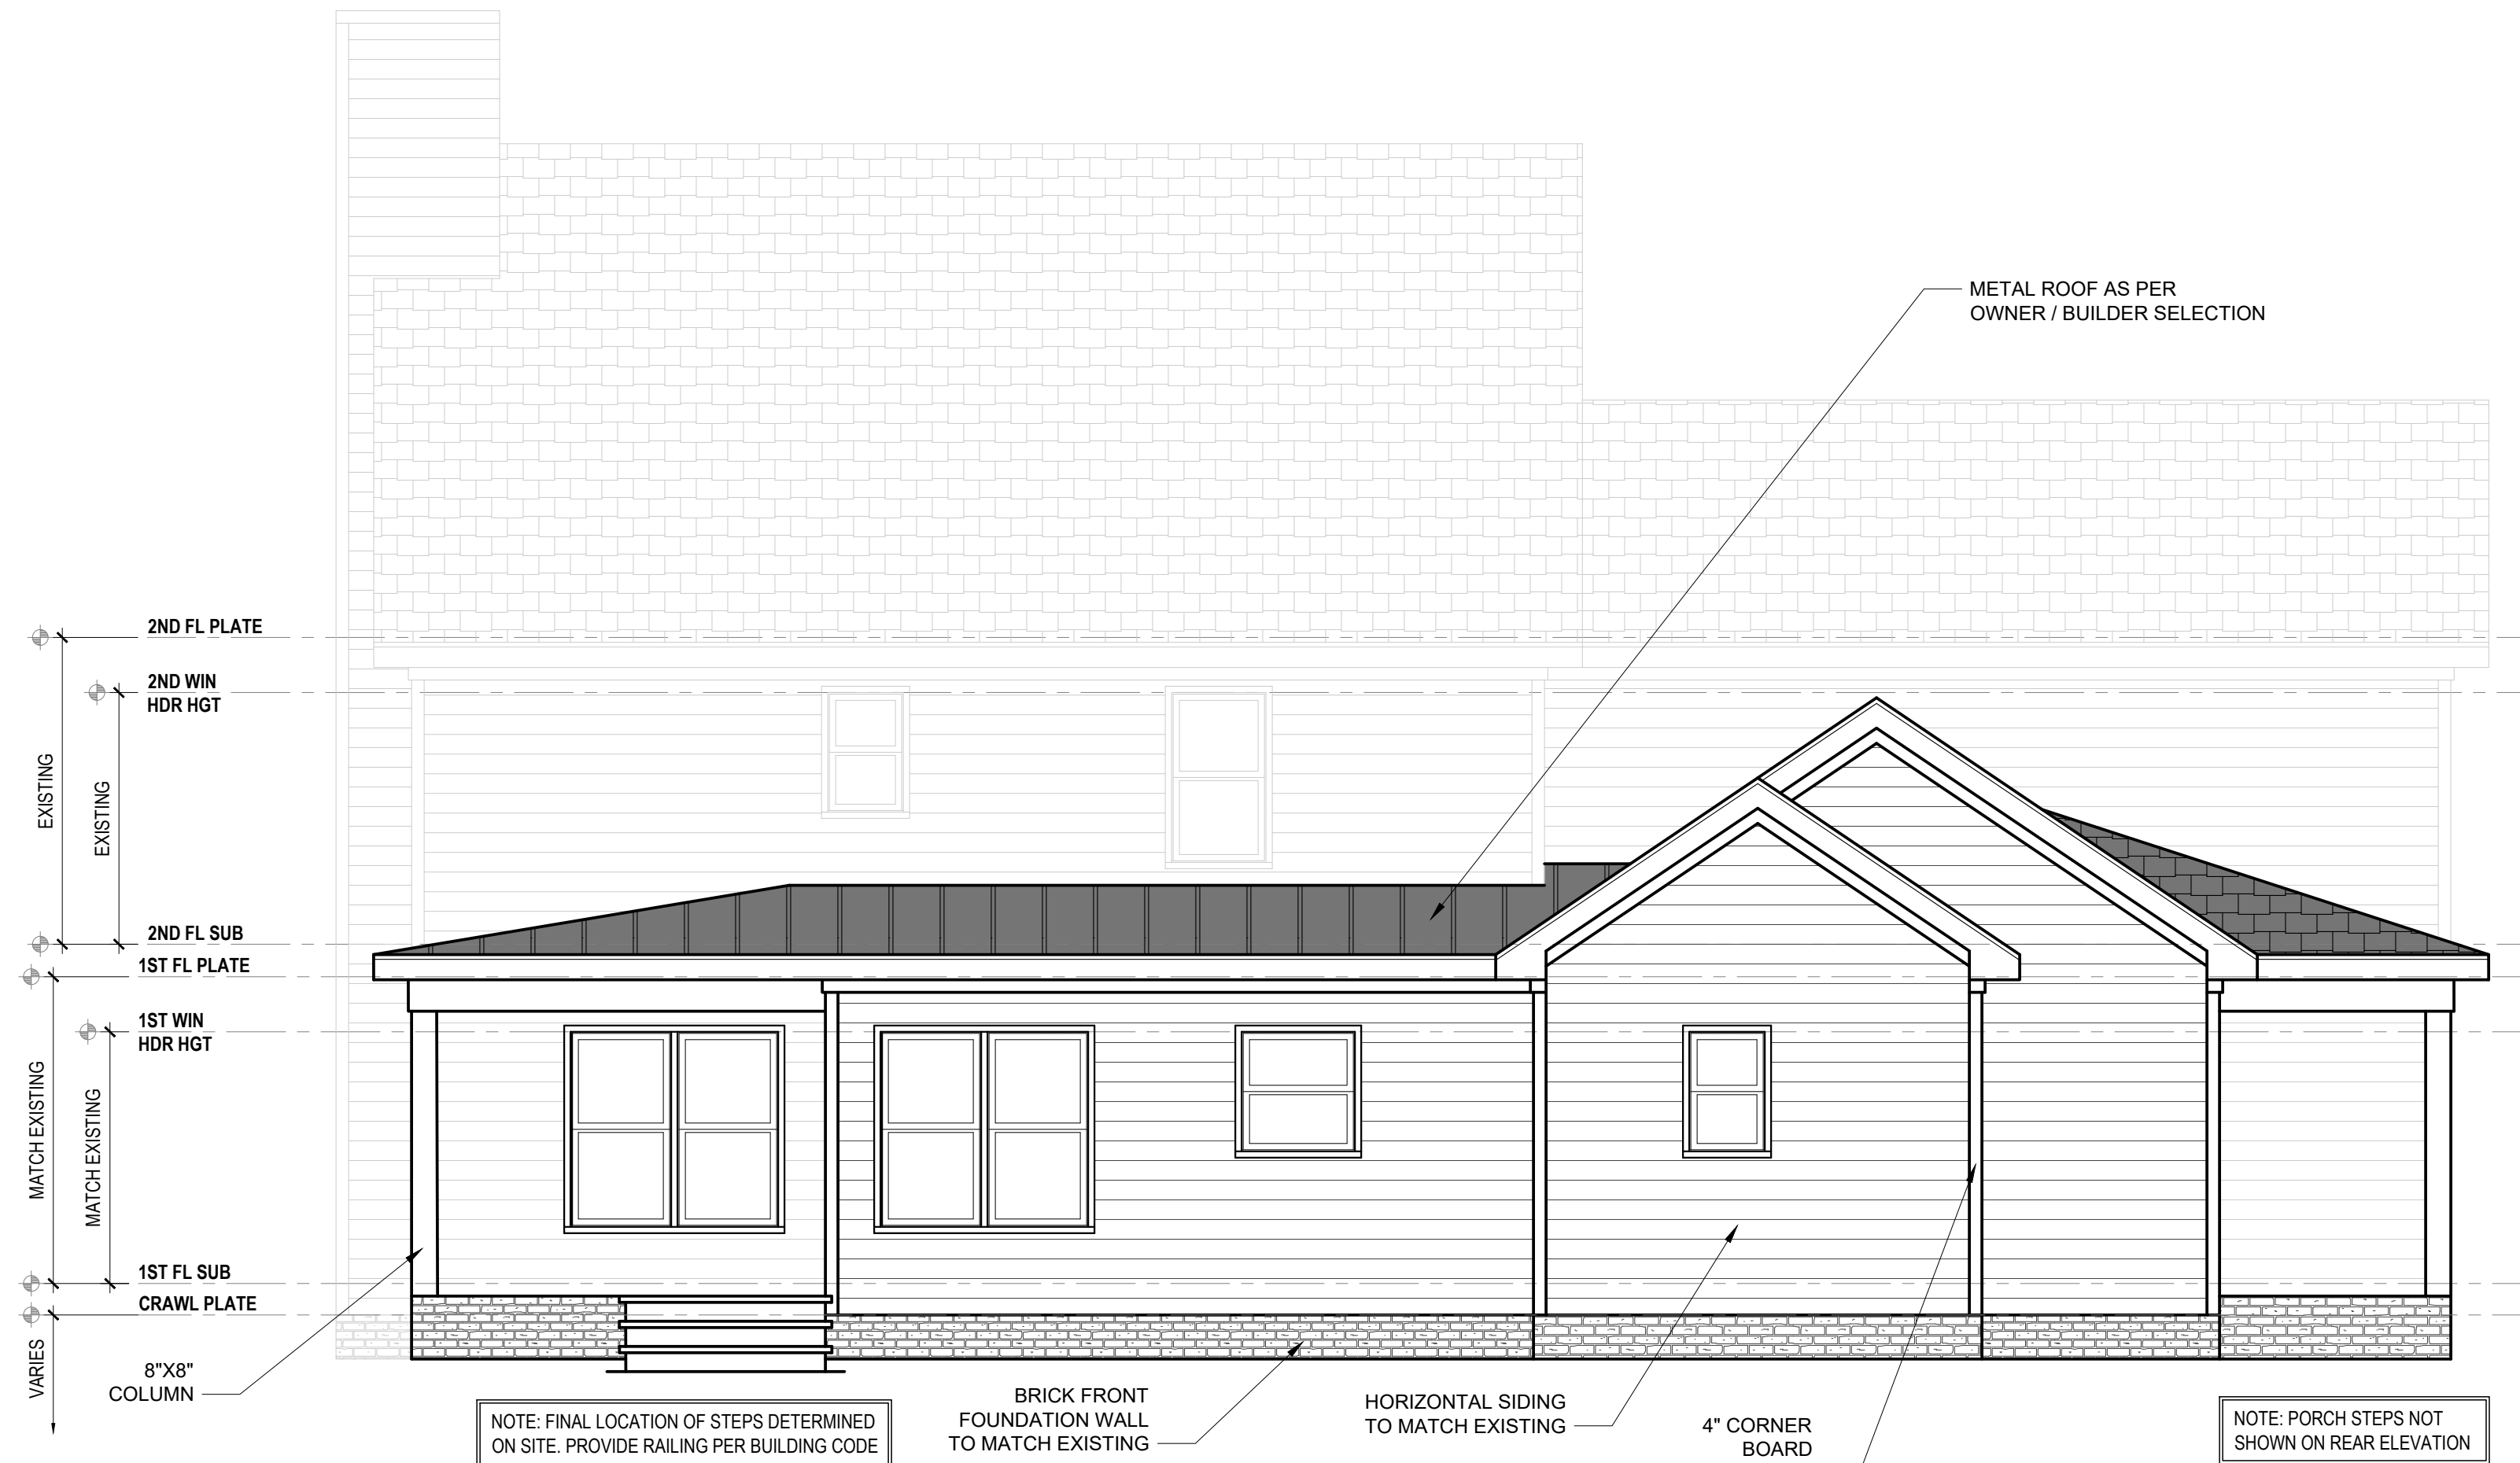 METAL ROOF AS PER
OWNER / BUILDER SELECTION
2ND FL PLATE
2ND WIN
HDR HGT
EXISTING
EXISTING
2ND FL SUB
1ST FL PLATE
1ST WIN
HDR HGT
MATCH EXISTING
MATCH EXISTING
1ST FL SUB
CRAWL PLATE
VARIES
8"X8"
COLUMN
NOTE: FINAL LOCATION OF STEPS DETERMINED
ON SITE. PROVIDE RAILING PER BUILDING CODE
BRICK FRONT
FOUNDATION WALL
TO MATCH EXISTING
HORIZONTAL SIDING
TO MATCH EXISTING
4" CORNER
BOARD
NOTE: PORCH STEPS NOT
SHOWN ON REAR ELEVATION